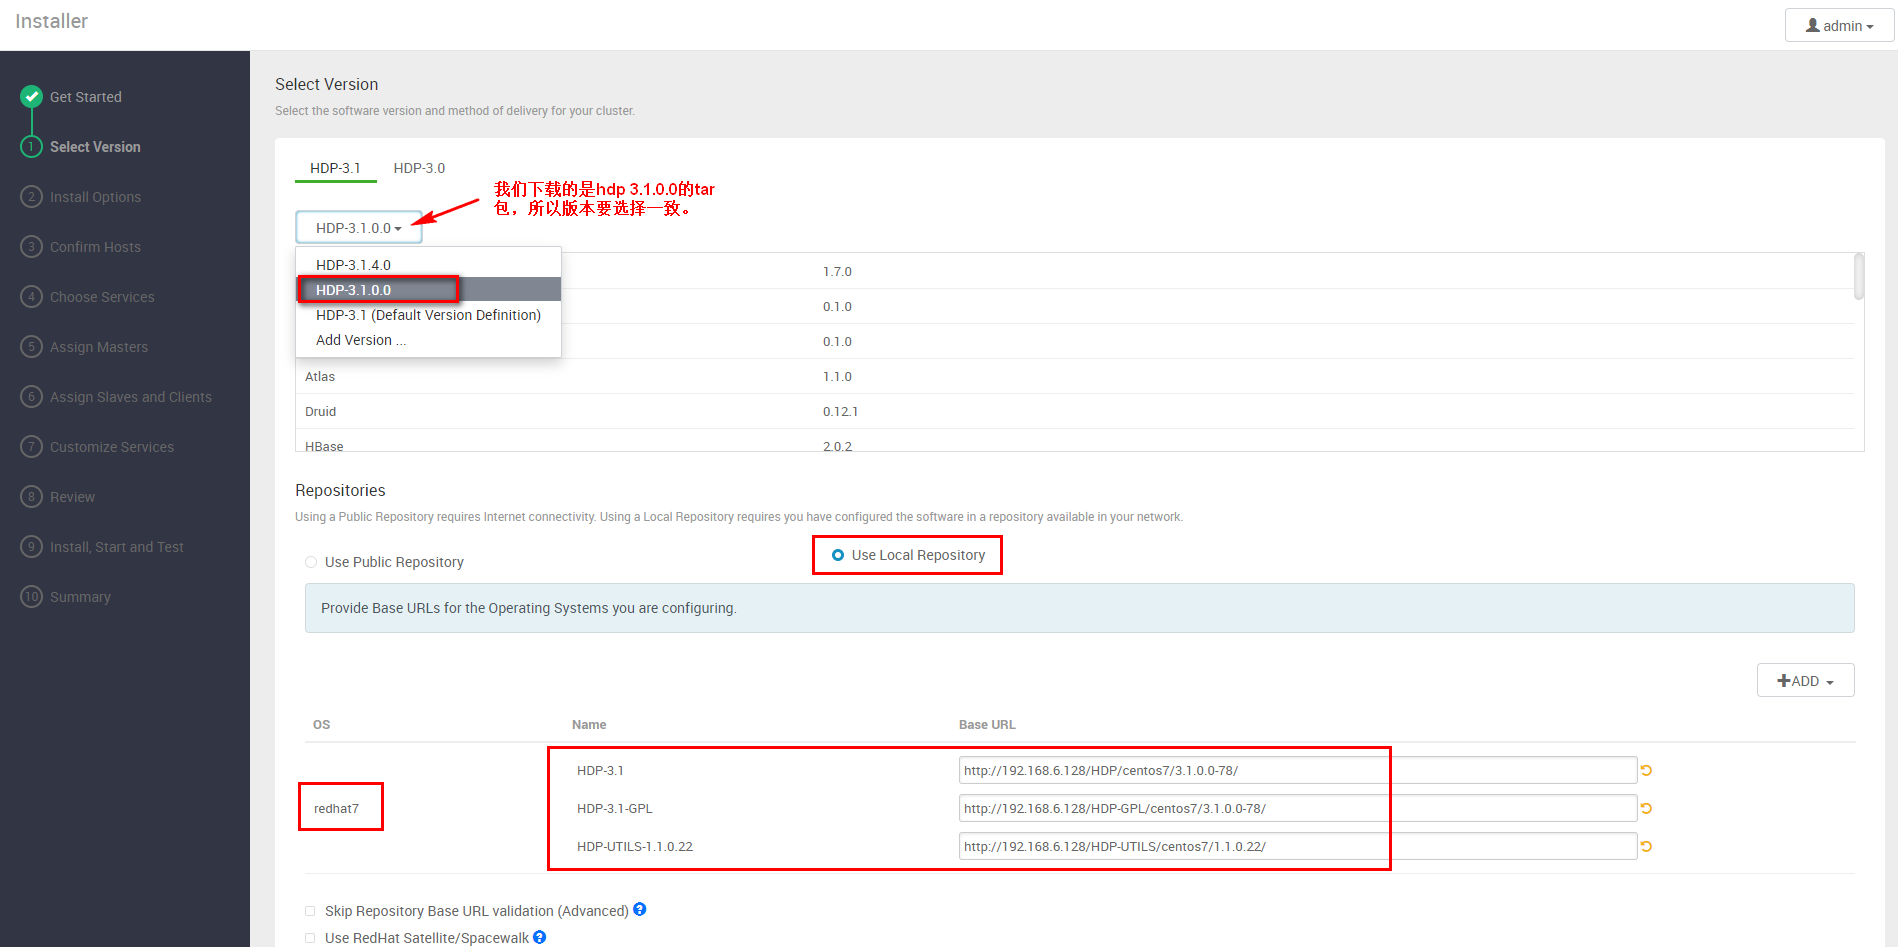 Installer
admin
Get Started
1 Select Version
2 Install Options
3 Confirm Hosts
4 Choose Services
5 Assign Masters
6 Assign Slaves and Clients
7 Customize Services
8 Review
9 Install, Start and Test
10 Summary
Select Version
Select the software version and method of delivery for your cluster.
HDP-3.1 HDP-3.0
我们下载的是hdp 3.1.0.0的tar
包，所以版本要选择一致。
HDP-3.1.0.0
HDP-3.1.4.0
HDP-3.1.0.0
HDP-3.1 (Default Version Definition)
Add Version ...
1.7.0
0.1.0
0.1.0
Atlas 1.1.0
Druid 0.12.1
HBase 2.0.2
Repositories
Using a Public Repository requires Internet connectivity. Using a Local Repository requires you have configured the software in a repository available in your network.
Use Public Repository Use Local Repository
Provide Base URLs for the Operating Systems you are configuring.
ADD
OS Name Base URL
redhat7
HDP-3.1 http://192.168.6.128/HDP/centos7/3.1.0.0-78/
HDP-3.1-GPL http://192.168.6.128/HDP-GPL/centos7/3.1.0.0-78/
HDP-UTILS-1.1.0.22 http://192.168.6.128/HDP-UTILS/centos7/1.1.0.22/
Skip Repository Base URL validation (Advanced) ?
Use RedHat Satellite/Spacewalk ?